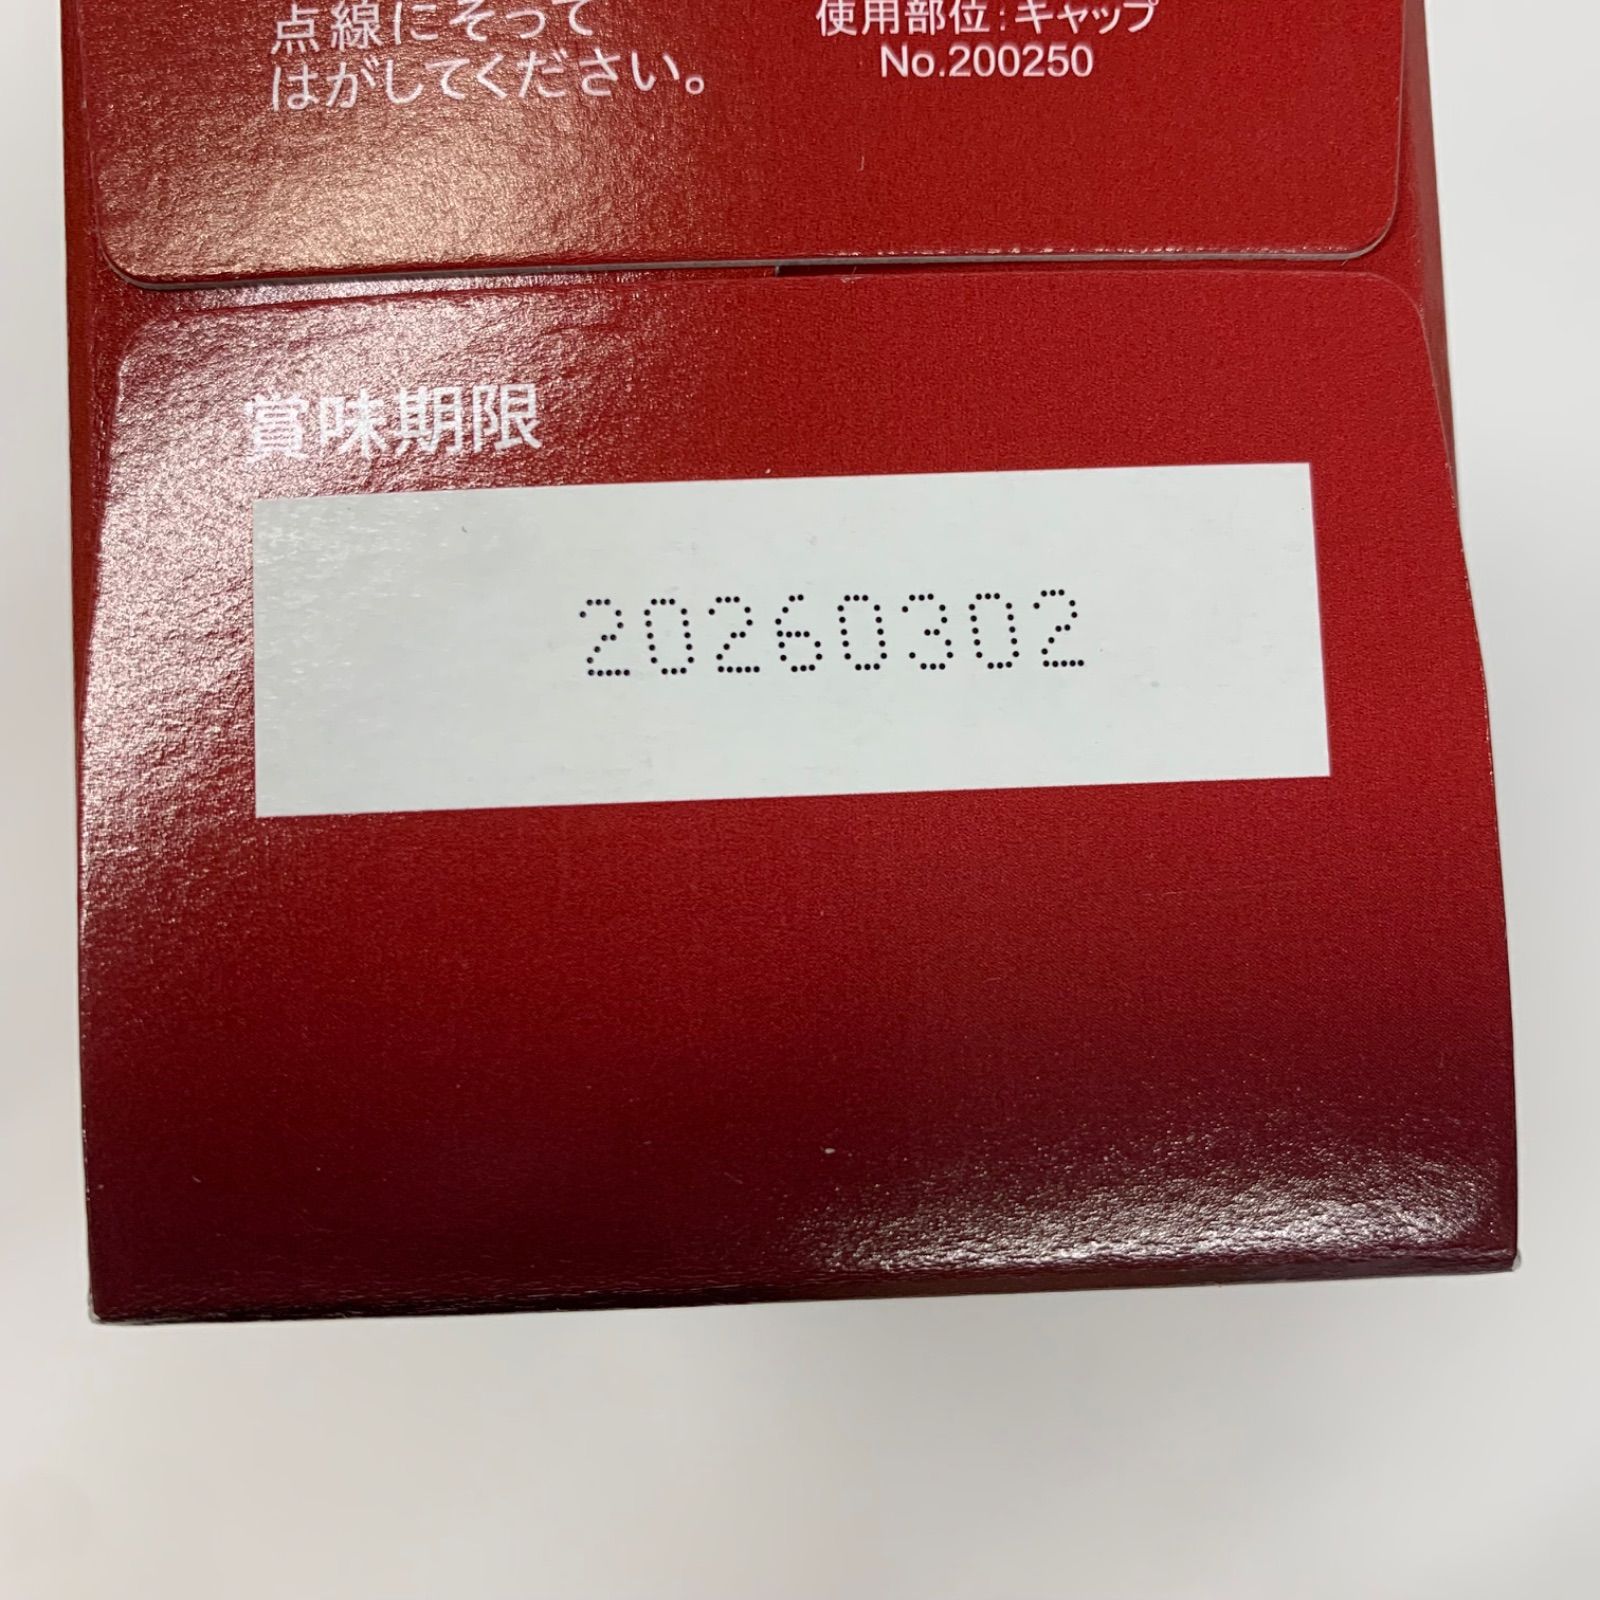 点線にそって
はがしてください。
使用部位:キャップ
No.200250
賞味期限
20260302